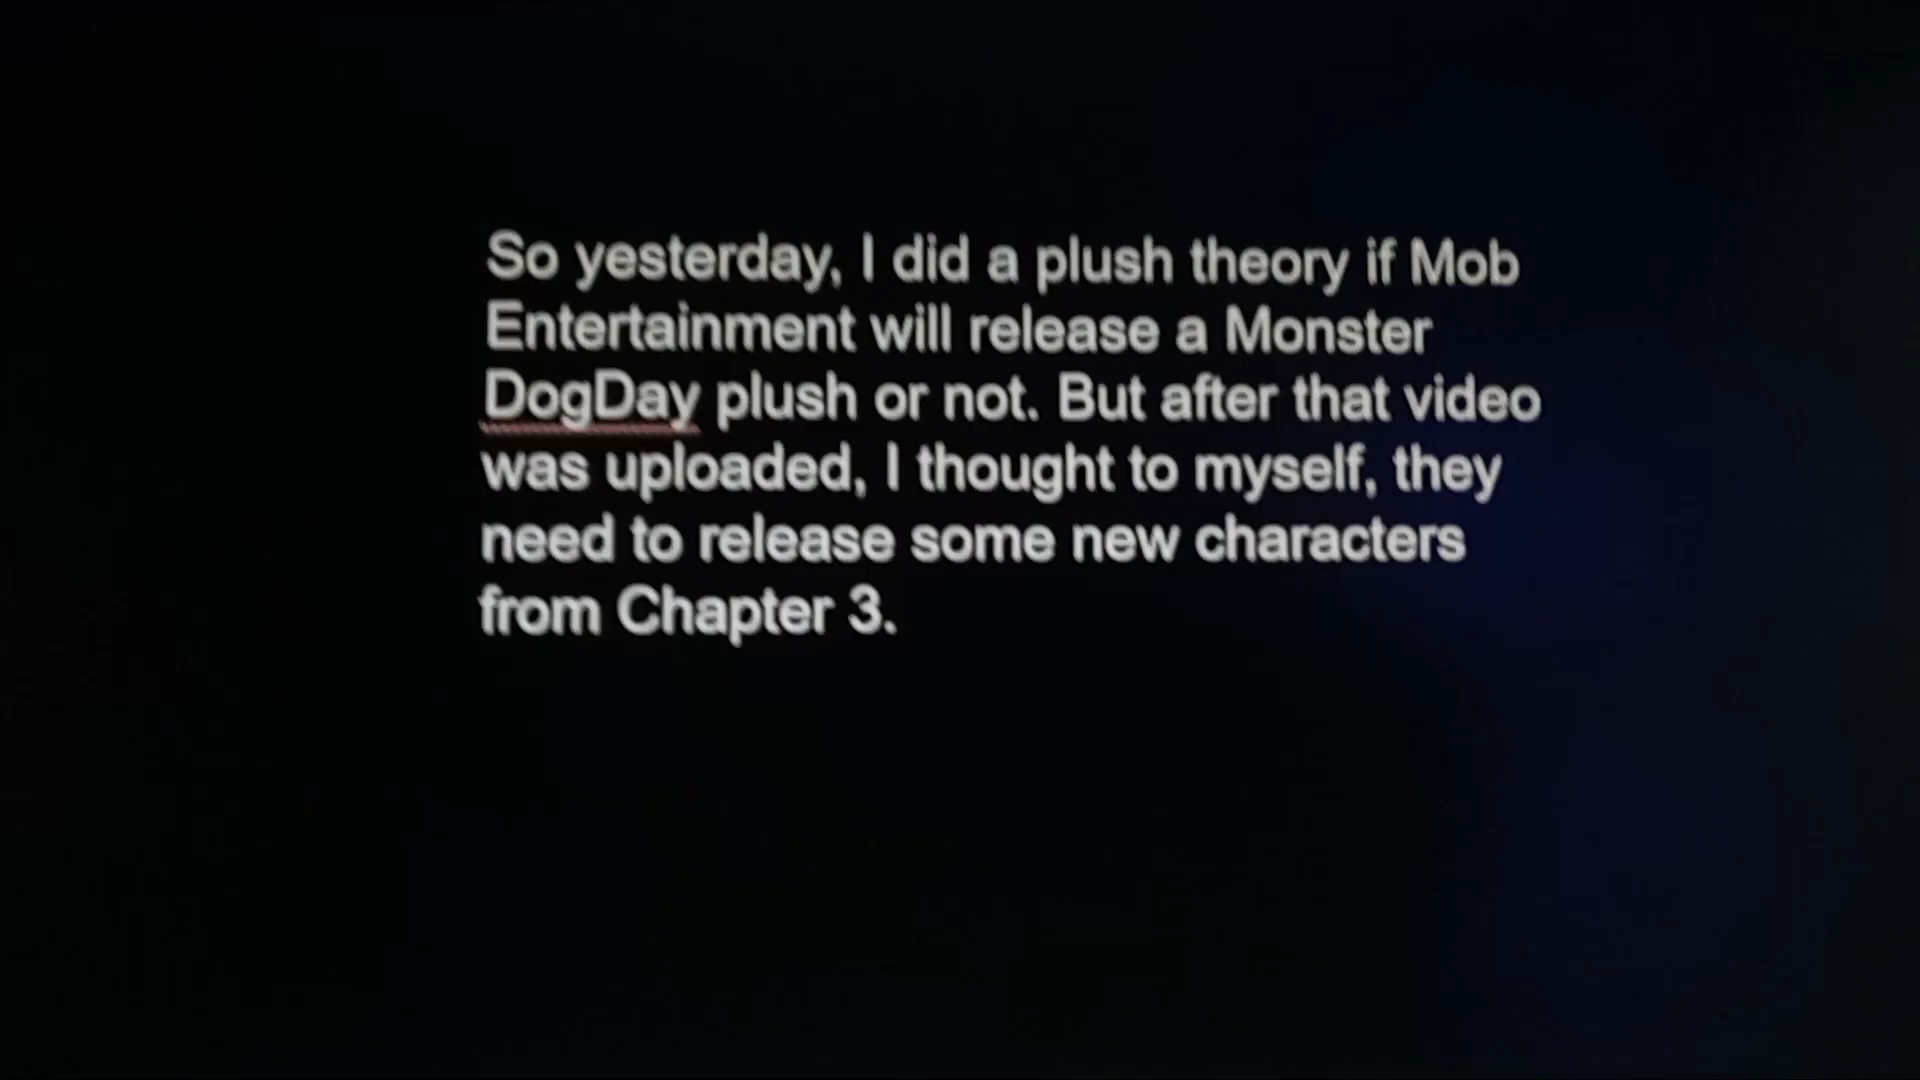 So yesterday, I did a plush theory if Mob
Entertainment will release a Monster
DogDay plush or not. But after that video
was uploaded, I thought to myself, they
need to release some new characters
from Chapter 3.